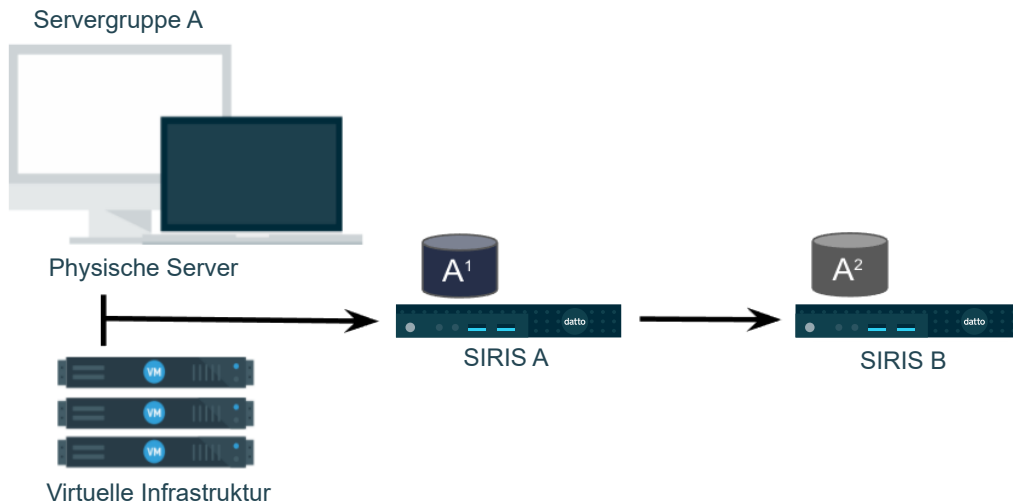 Servergruppe A
Physische Server
A¹
A²
datto
datto
SIRIS A
SIRIS B
VM
VM
VM
Virtuelle Infrastruktur